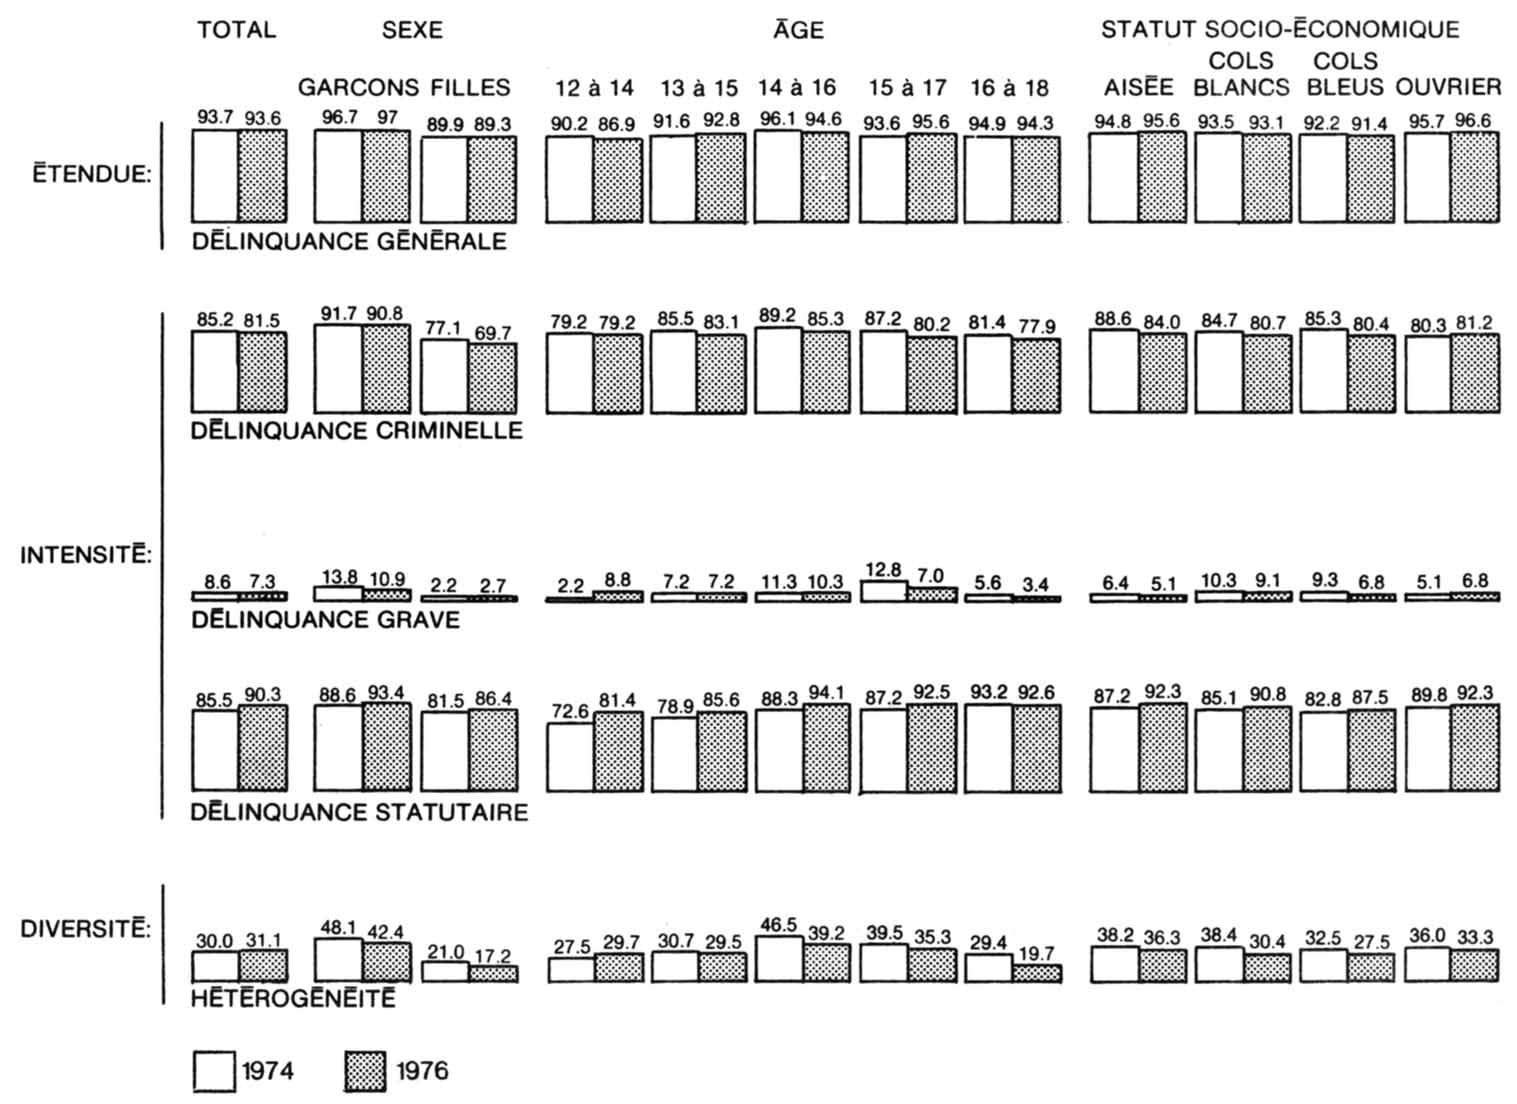 TOTAL SEXE ĀGE STATUT SOCIO-ĒCONOMIQUE
GARCONS FILLES 12 à 14 13 à 15 14 à 16 15 à 17 16 à 18 AISĒE COLS BLANCS COLS BLEUS OUVRIER
93.7 93.6 96.7 97 89.9 89.3 90.2 86.9 91.6 92.8 96.1 94.6 93.6 95.6 94.9 94.3 94.8 95.6 93.5 93.1 92.2 91.4 95.7 96.6
ĒTENDUE:
DĒLINQUANCE GĒNĒRALE
85.2 81.5 91.7 90.8 77.1 69.7 79.2 79.2 85.5 83.1 89.2 85.3 87.2 80.2 81.4 77.9 88.6 84.0 84.7 80.7 85.3 80.4 80.3 81.2
DĒLINQUANCE CRIMINELLE
INTENSITĒ:
8.6 7.3 13.8 10.9 2.2 2.7 2.2 8.8 7.2 7.2 11.3 10.3 12.8 7.0 5.6 3.4 6.4 5.1 10.3 9.1 9.3 6.8 5.1 6.8
DĒLINQUANCE GRAVE
85.5 90.3 88.6 93.4 81.5 86.4 72.6 81.4 78.9 85.6 88.3 94.1 87.2 92.5 93.2 92.6 87.2 92.3 85.1 90.8 82.8 87.5 89.8 92.3
DĒLINQUANCE STATUTAIRE
DIVERSITĒ:
30.0 31.1 48.1 42.4 21.0 17.2 27.5 29.7 30.7 29.5 46.5 39.2 39.5 35.3 29.4 19.7 38.2 36.3 38.4 30.4 32.5 27.5 36.0 33.3
HĒTĒROGĒNĒITĒ
1974 1976